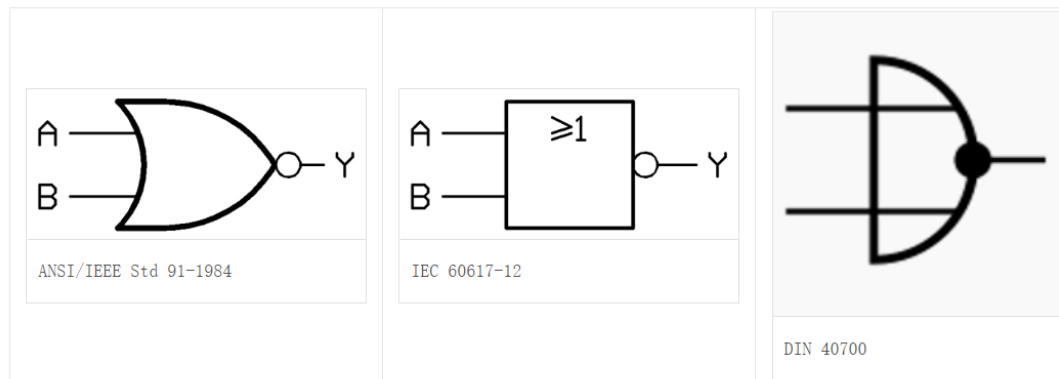 A
B
Y
ANSI/IEEE Std 91-1984
≥1
A
B
Y
IEC 60617-12
DIN 40700